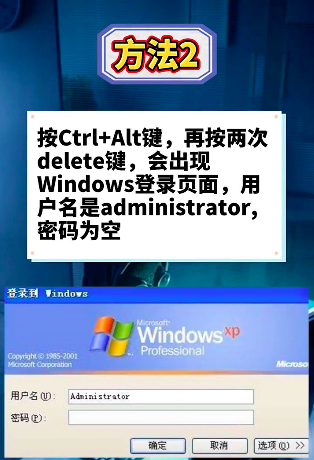 方法2
按Ctrl+Alt键，再按两次
delete键，会出现
Windows登录页面，用
户名是administrator,
密码为空
登录到 Windows
Microsoft
Windows xp
Professional
Copyright © 1985-2001
Microsoft Corporation
Microso
用户名(U): Administrator
密码(P):
确定 取消 选项(O) >>